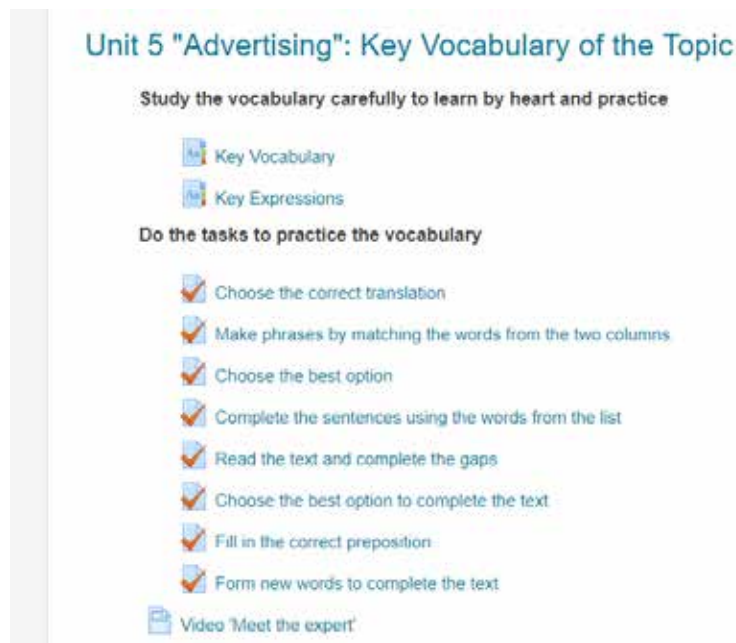 Unit 5 "Advertising": Key Vocabulary of the Topic
Study the vocabulary carefully to learn by heart and practice
Key Vocabulary
Key Expressions
Do the tasks to practice the vocabulary
Choose the correct translation
Make phrases by matching the words from the two columns
Choose the best option
Complete the sentences using the words from the list
Read the text and complete the gaps
Choose the best option to complete the text
Fill in the correct preposition
Form new words to complete the text
Video 'Meet the expert'